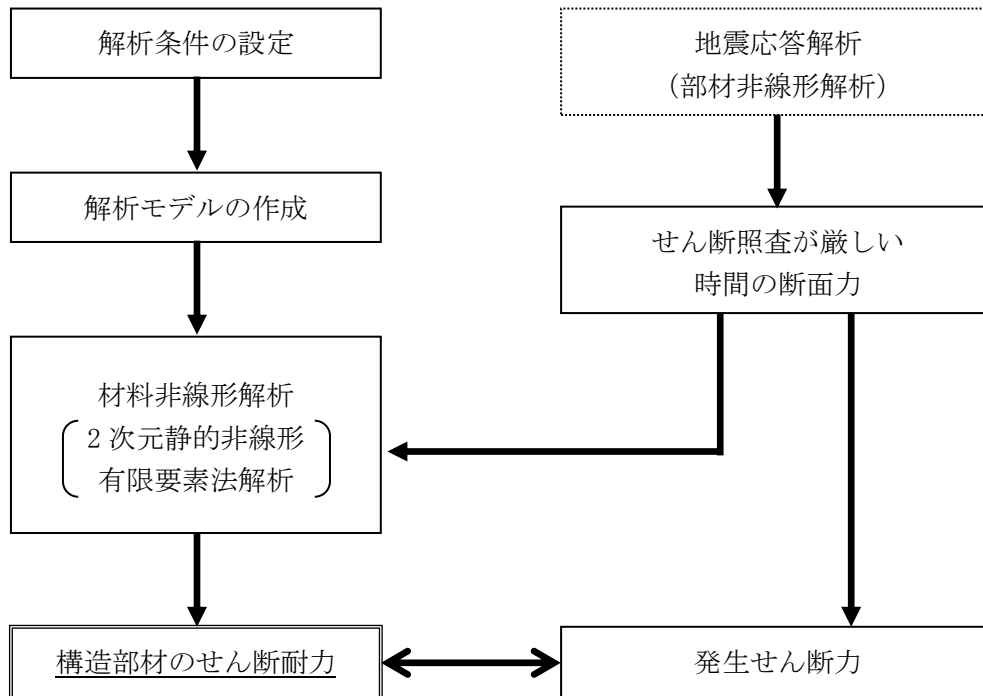 解析条件の設定
地震応答解析
（部材非線形解析）
解析モデルの作成
せん断照査が厳しい
時間の断面力
材料非線形解析
2 次元静的非線形
有限要素法解析
構造部材のせん断耐力
発生せん断力